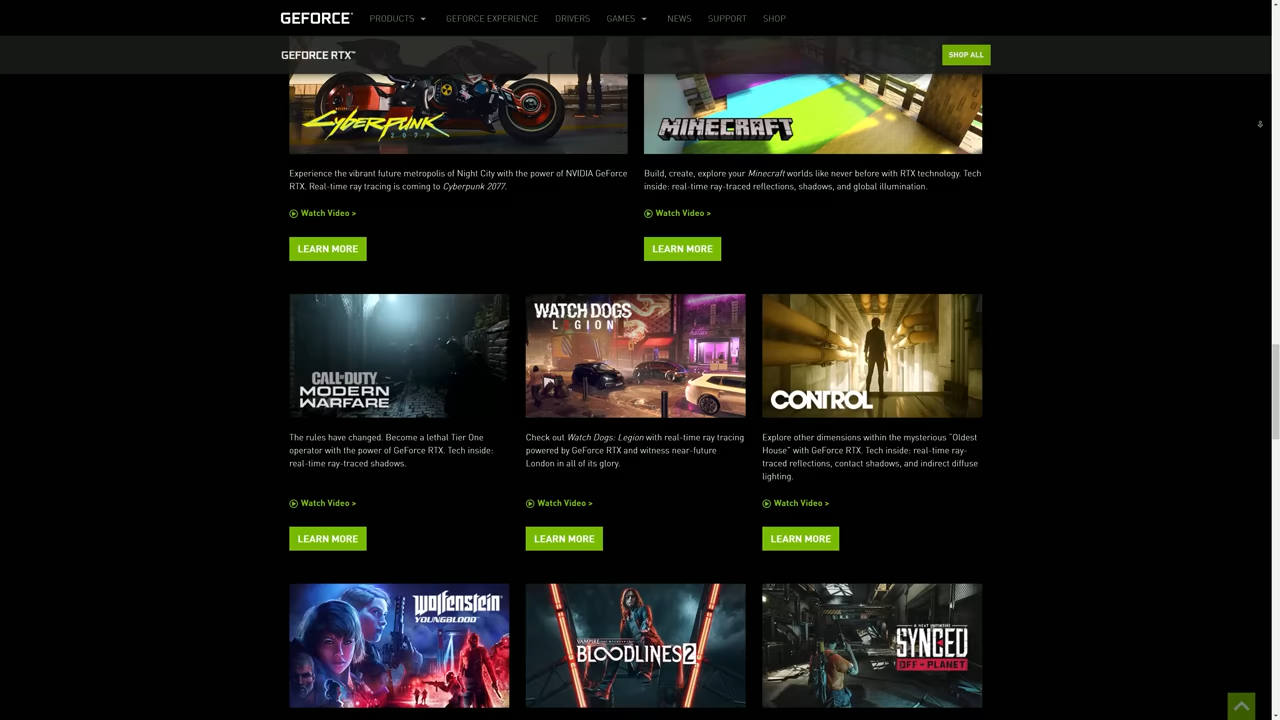 GEFORCE
PRODUCTS
GEFORCE EXPERIENCE
DRIVERS
GAMES
NEWS
SUPPORT
SHOP
GEFORCE RTX™
SHOP ALL
Cyberpunk
2077
MINECRAFT
Experience the vibrant future metropolis of Night City with the power of NVIDIA GeForce
RTX. Real-time ray tracing is coming to Cyberpunk 2077.
Build, create, explore your Minecraft worlds like never before with RTX technology. Tech
inside: real-time ray-traced reflections, shadows, and global illumination.
Watch Video >
Watch Video >
LEARN MORE
LEARN MORE
CALL OF DUTY
MODERN
WARFARE
WATCH DOGS
LEGION
CONTROL
The rules have changed. Become a lethal Tier One
operator with the power of GeForce RTX. Tech inside:
real-time ray-traced shadows.
Check out Watch Dogs: Legion with real-time ray tracing
powered by GeForce RTX and witness near-future
London in all of its glory.
Explore other dimensions within the mysterious "Oldest
House" with GeForce RTX. Tech inside: real-time ray-
traced reflections, contact shadows, and indirect diffuse
lighting.
Watch Video >
Watch Video >
Watch Video >
LEARN MORE
LEARN MORE
LEARN MORE
Wolfenstein
YOUNGBLOOD
VAMPIRE
BLOODLINES 2
SYNCED
OFF-PLANET